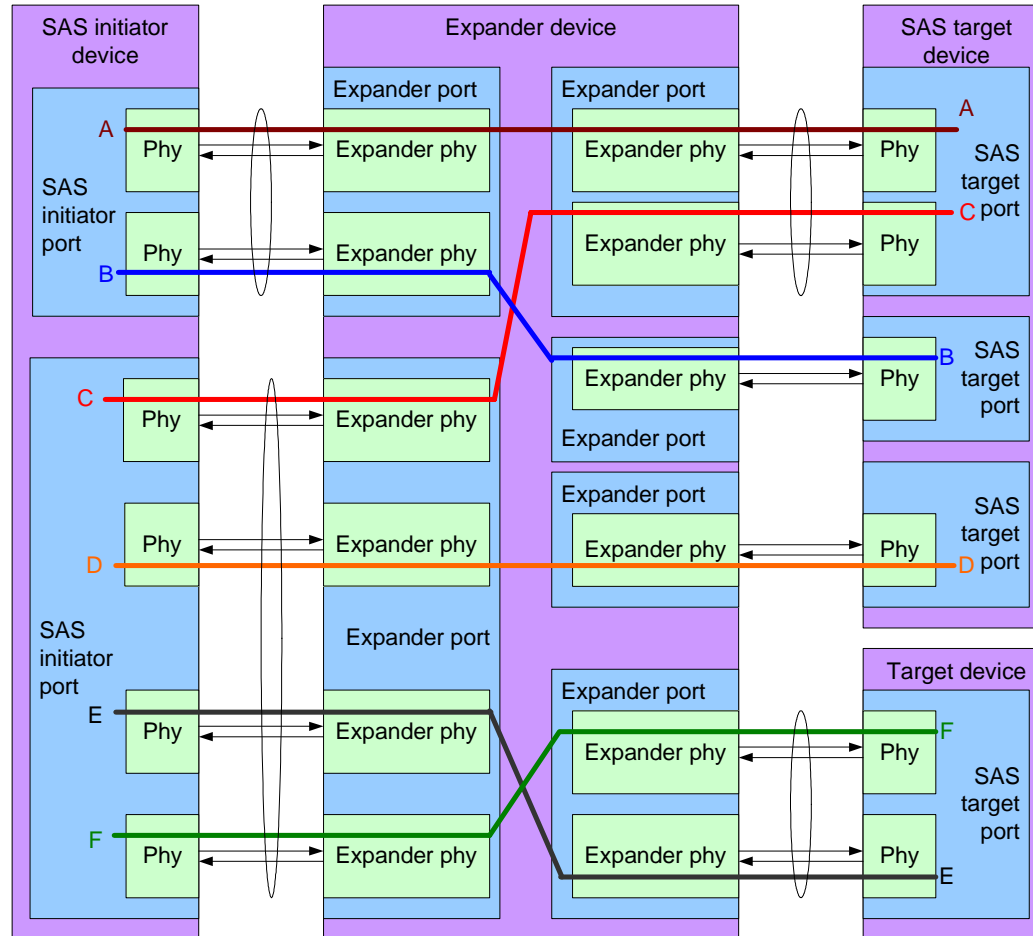 SAS initiator
device
Expander device
SAS target
device
Expander port
Expander port
A
Phy
Expander phy
Expander phy
Phy
A
SAS
target
port
SAS
initiator
port
B
Phy
Expander phy
Expander phy
Phy
C
Expander phy
Phy
B
SAS
target
port
Expander port
C
Phy
Expander phy
Expander port
D
Phy
Expander phy
Expander phy
Phy
D
SAS
target
port
SAS
initiator
port
Expander port
Target device
Expander port
E
Phy
Expander phy
Expander phy
Phy
F
SAS
target
port
F
Phy
Expander phy
Expander phy
Phy
E